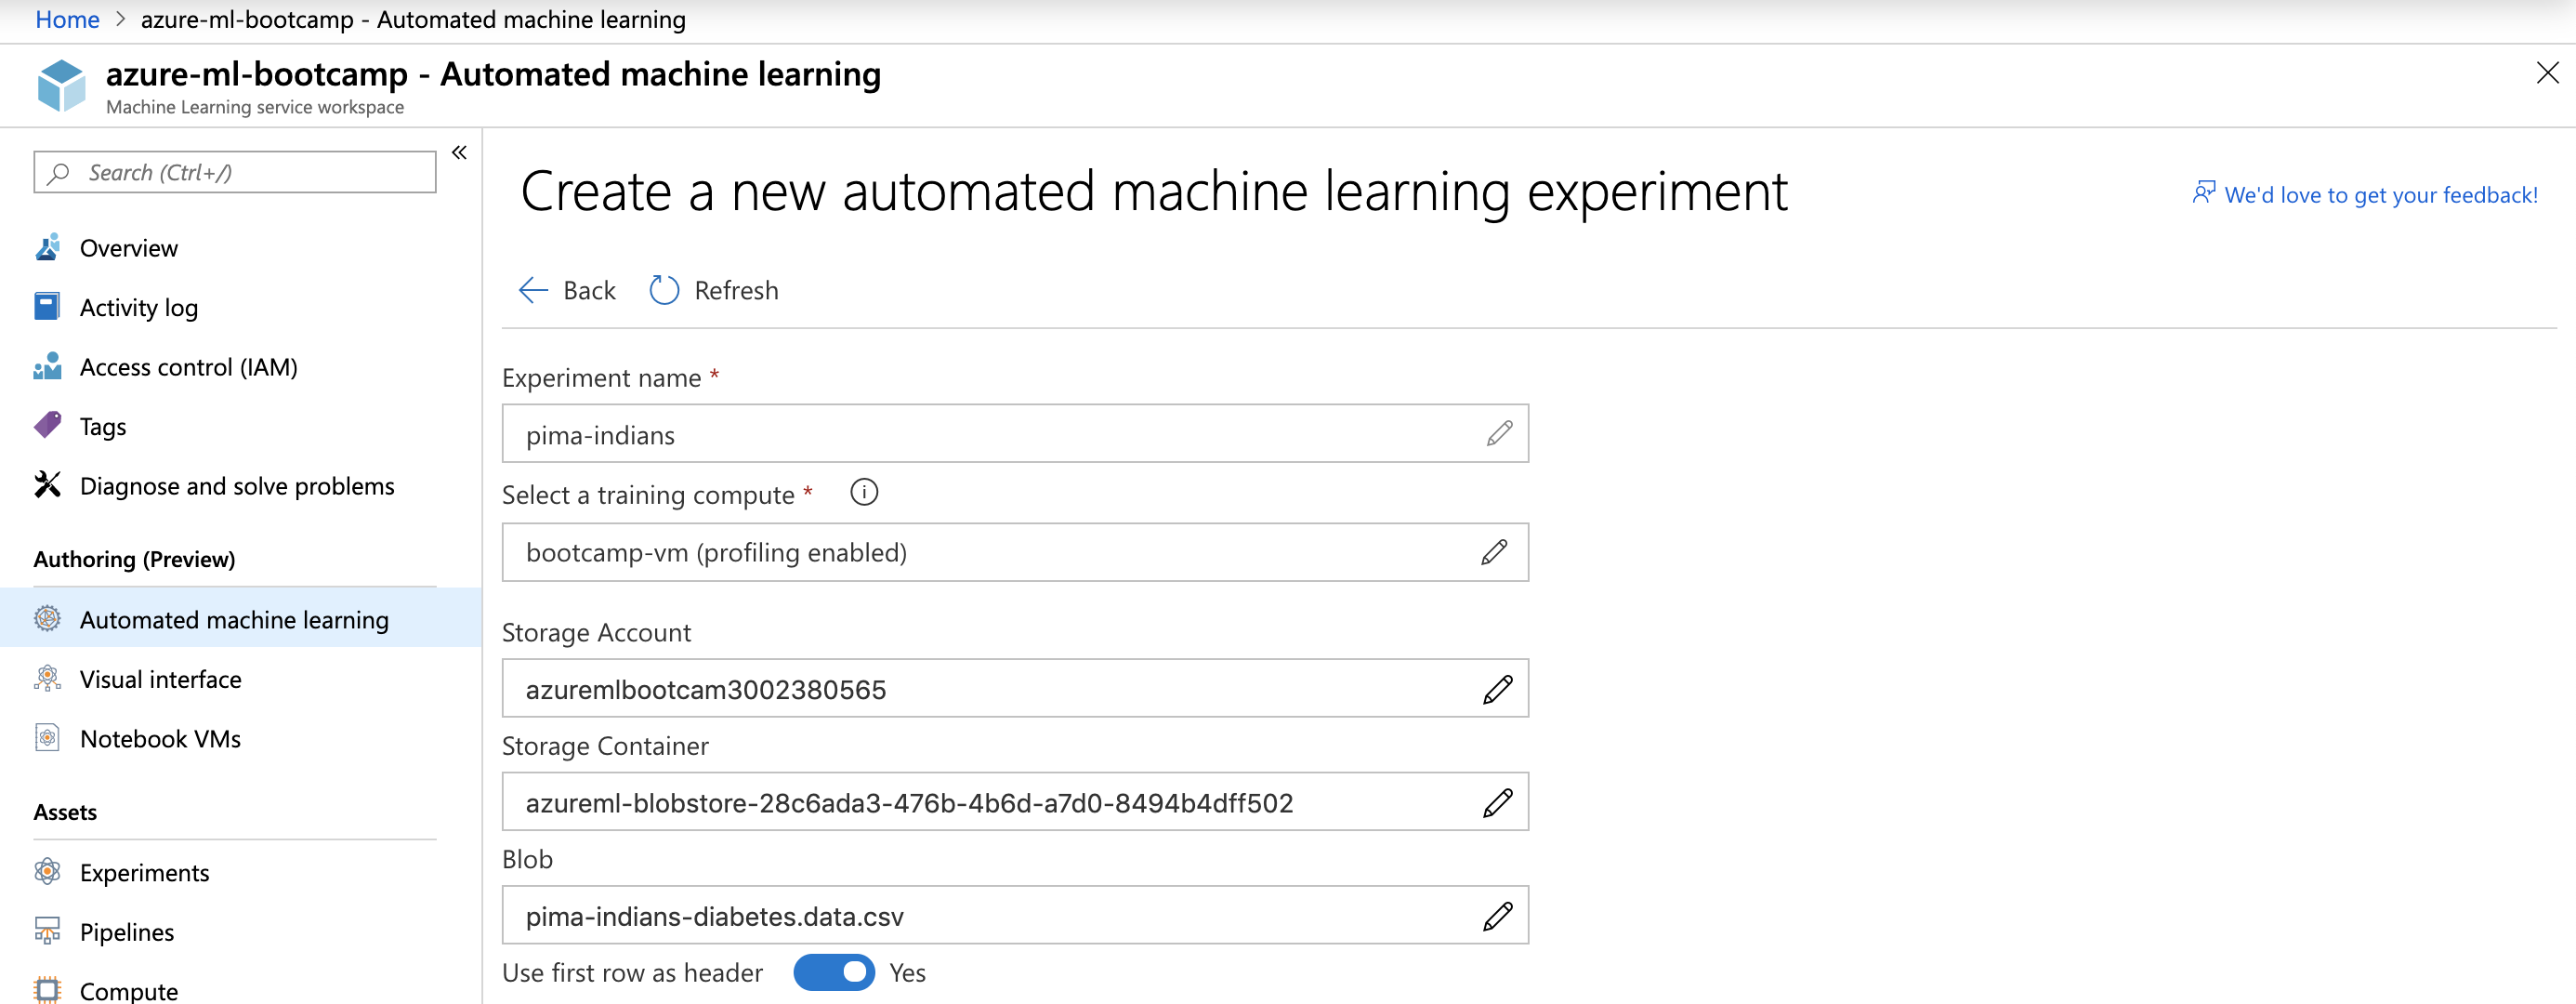 Home > azure-ml-bootcamp - Automated machine learning
azure-ml-bootcamp - Automated machine learning
Machine Learning service workspace
Search (Ctrl+/)
«
Overview
Activity log
Access control (IAM)
Tags
Diagnose and solve problems
Authoring (Preview)
Automated machine learning
Visual interface
Notebook VMs
Assets
Experiments
Pipelines
Compute
Create a new automated machine learning experiment
We'd love to get your feedback!
Back Refresh
Experiment name *
pima-indians
Select a training compute *
bootcamp-vm (profiling enabled)
Storage Account
azuremlbootcam3002380565
Storage Container
azureml-blobstore-28c6ada3-476b-4b6d-a7d0-8494b4dff502
Blob
pima-indians-diabetes.data.csv
Use first row as header Yes